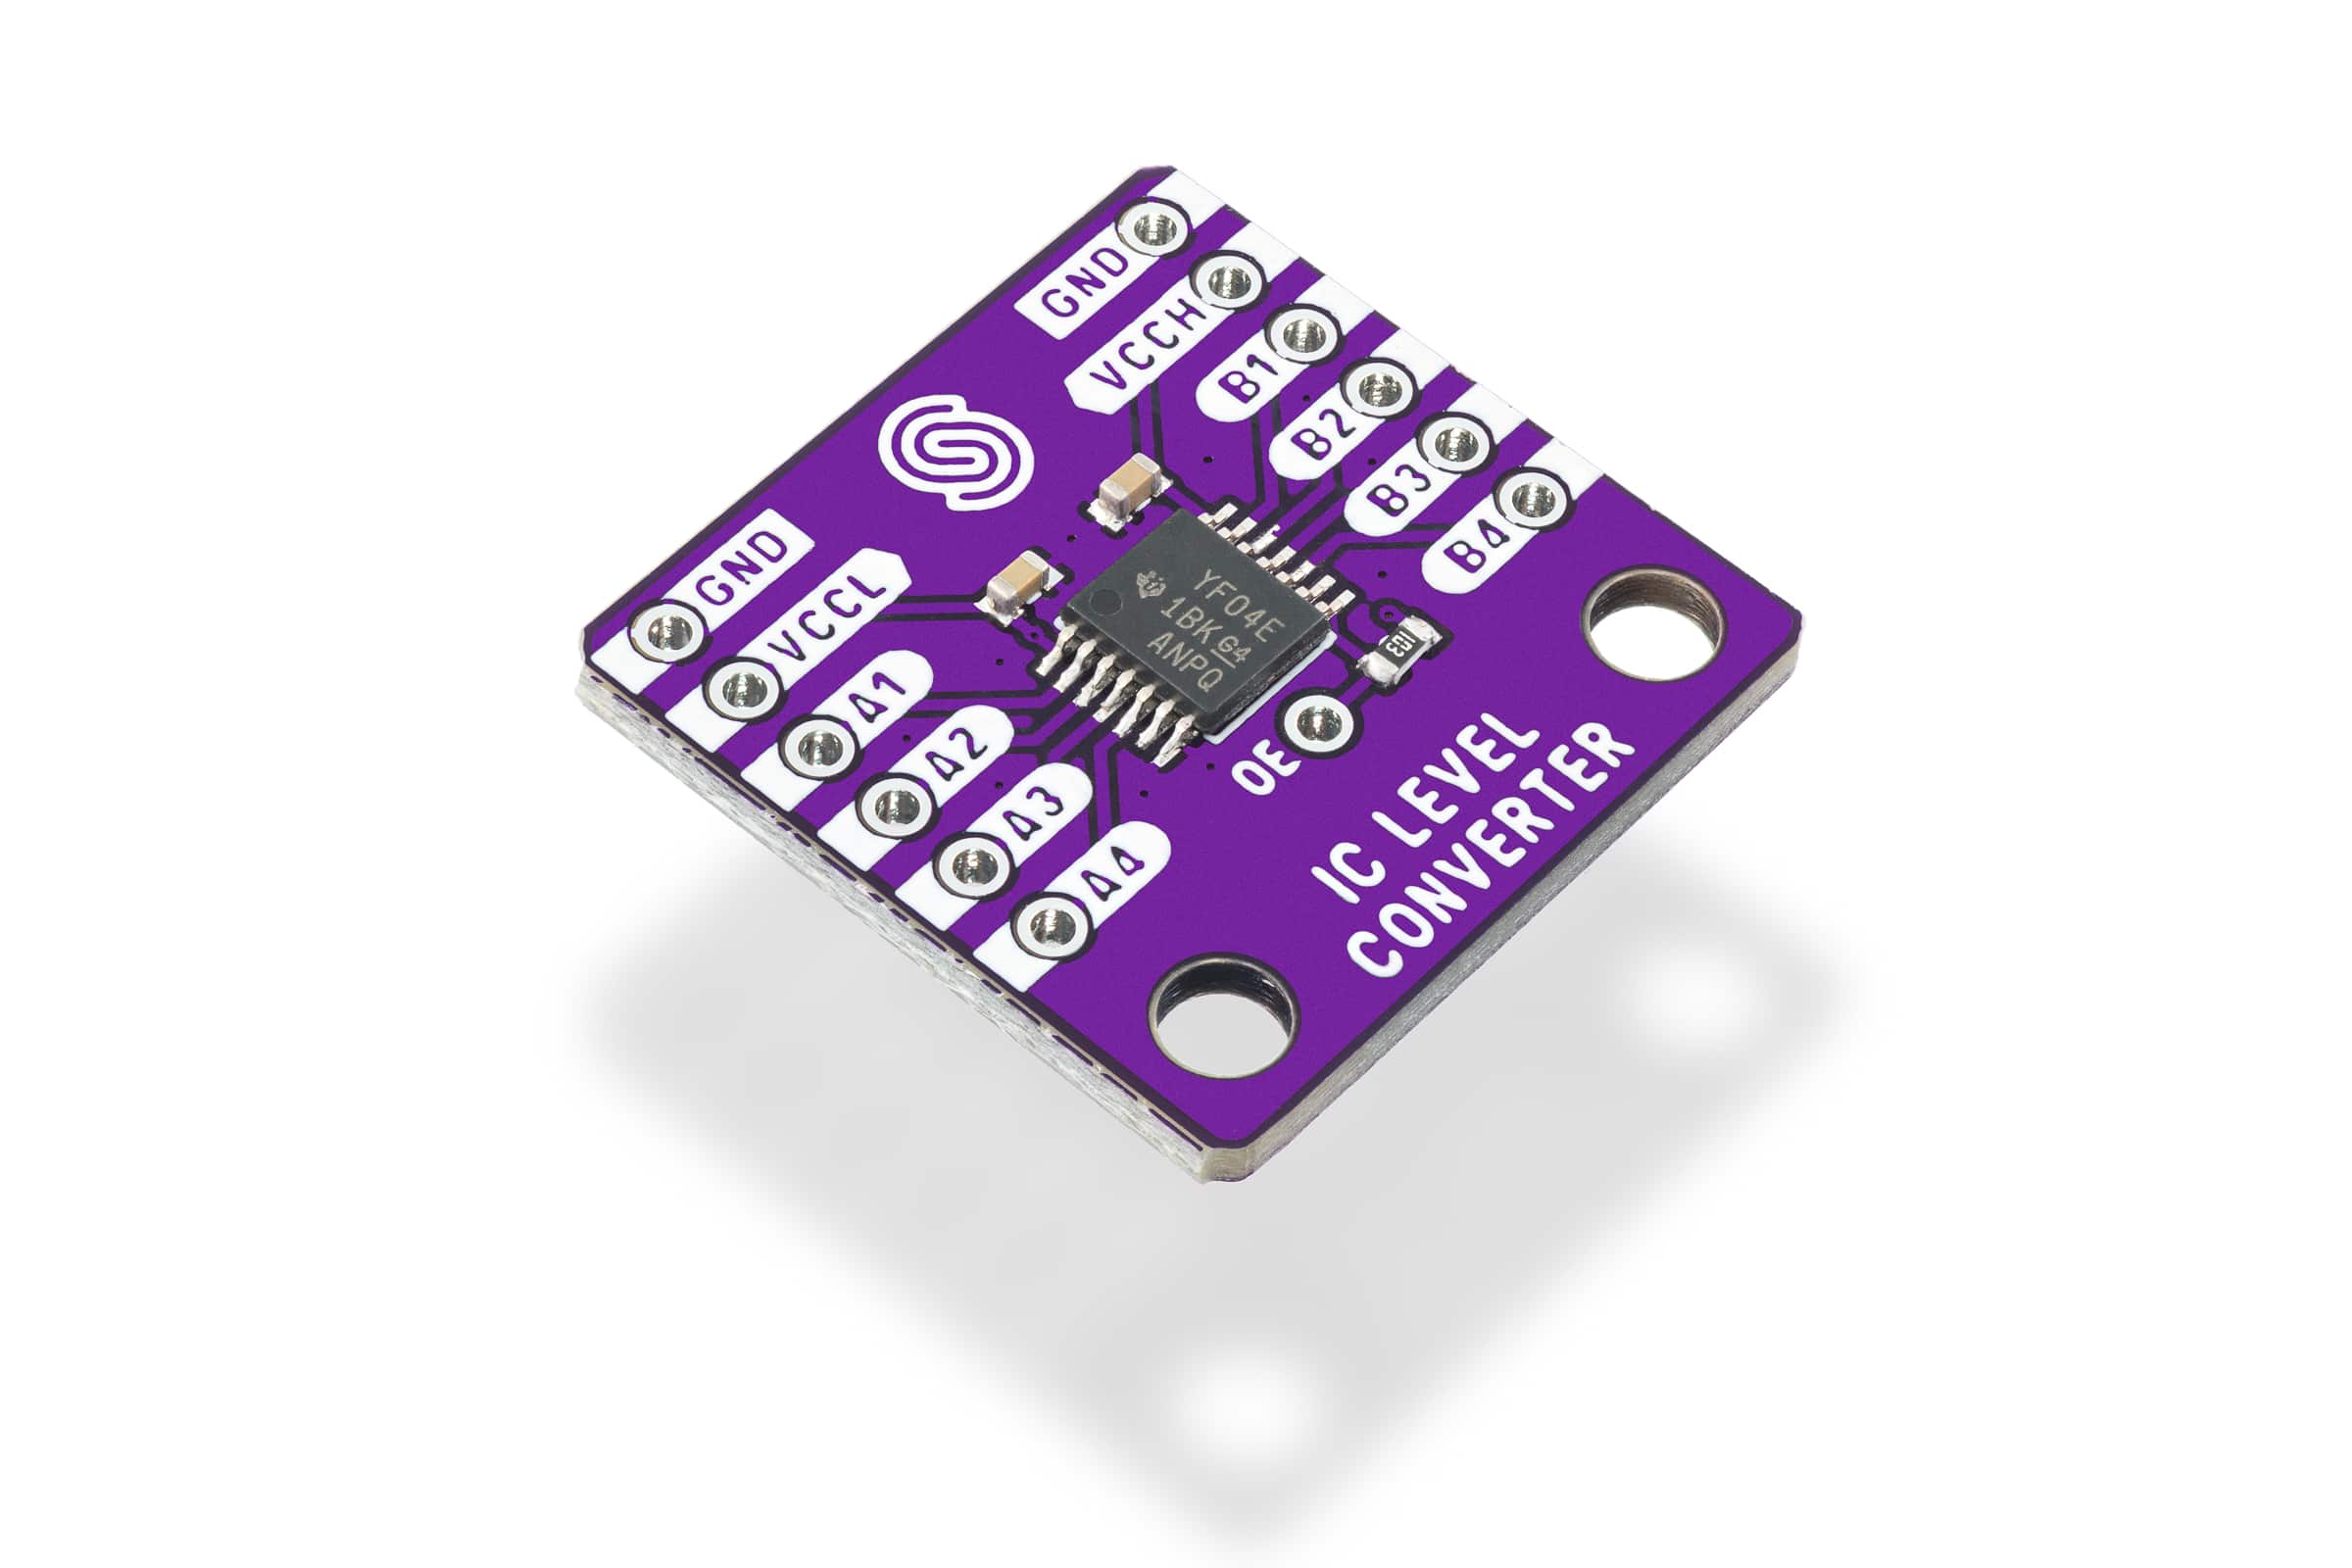 GND
VCCH
B1
B2
B3
B4
GND
VCCL
A1
A2
A3
A4
YF04E
1BK G4
ANPQ
OE
IC LEVEL
CONVERTER